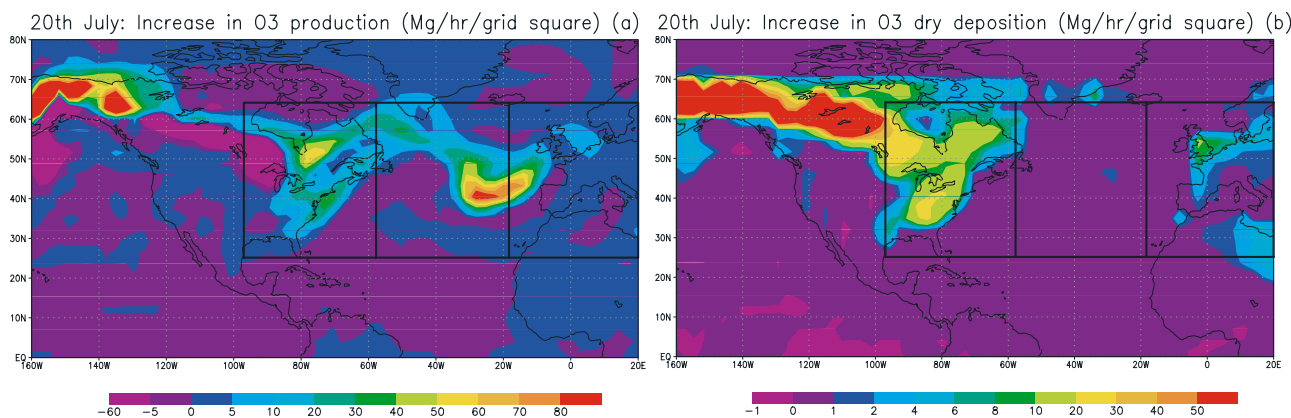 20th July: Increase in O3 production (Mg/hr/grid square) (a)
80N
70N
60N
50N
40N
30N
20N
10N
EQ
160W 140W 120W 100W 80W 60W 40W 20W 0 20E
−60 −5 0 5 10 20 30 40 50 60 80
20th July: Increase in O3 dry deposition (Mg/hr/grid square) (b)
80N
70N
60N
50N
40N
30N
20N
10N
EQ
160W 140W 120W 100W 80W 60W 40W 20W 0 20E
−1 0 1 2 4 6 8 10 20 30 40 50